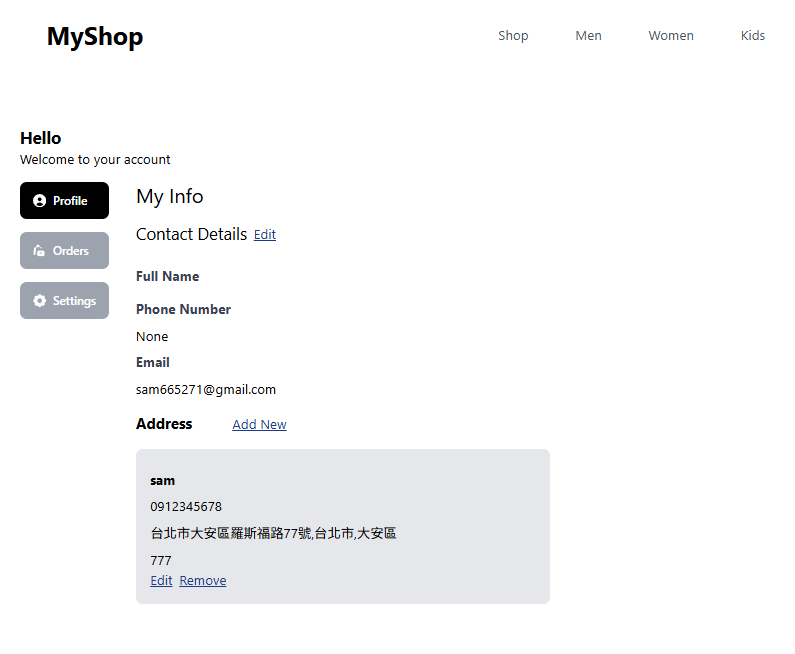 MyShop
Shop Men Women Kids
Hello
Welcome to your account
Profile
Orders
Settings
My Info
Contact Details Edit
Full Name
Phone Number
None
Email
sam665271@gmail.com
Address Add New
sam
0912345678
台北市大安區羅斯福路77號,台北市,大安區
777
Edit Remove